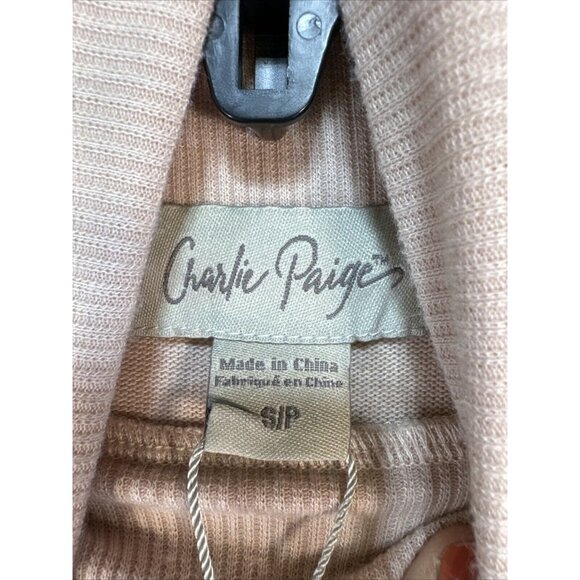 Charlie Paige™
Made in China
Fabriqué en Chine
S/P